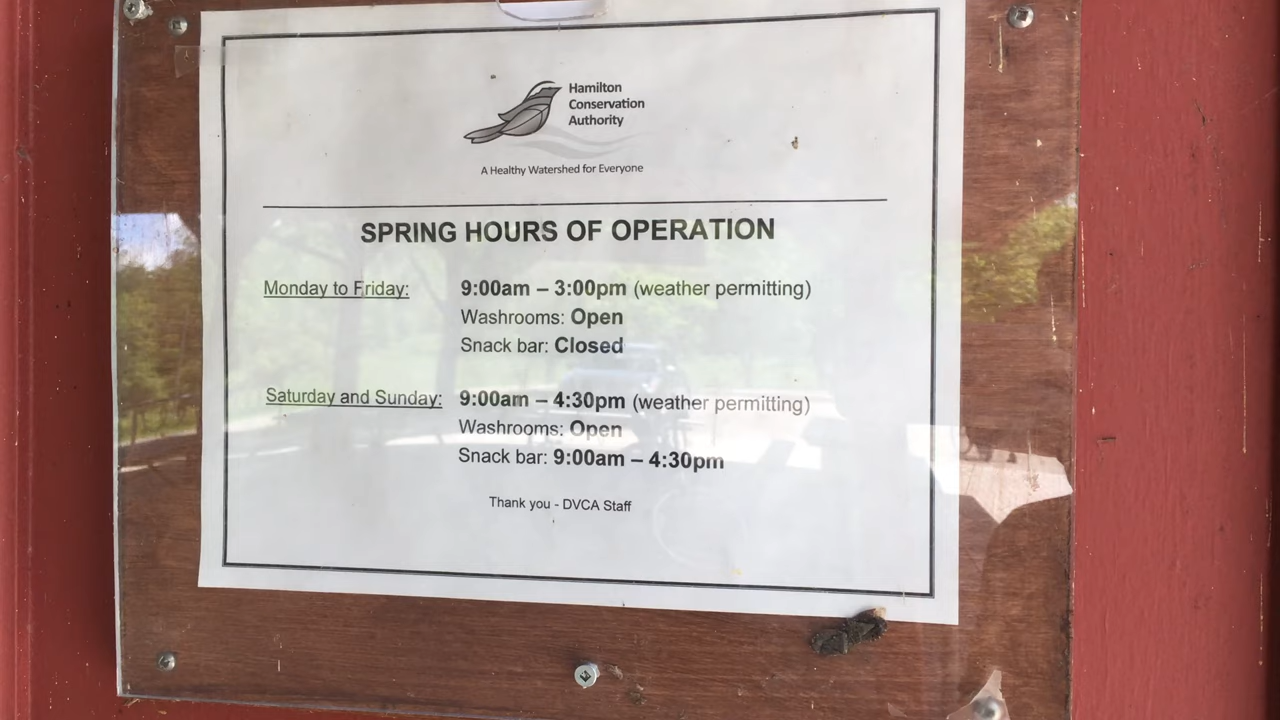 Hamilton
Conservation
Authority
A Healthy Watershed for Everyone
SPRING HOURS OF OPERATION
Monday to Friday: 9:00am – 3:00pm (weather permitting)
Washrooms: Open
Snack bar: Closed
Saturday and Sunday: 9:00am – 4:30pm (weather permitting)
Washrooms: Open
Snack bar: 9:00am – 4:30pm
Thank you - DVCA Staff